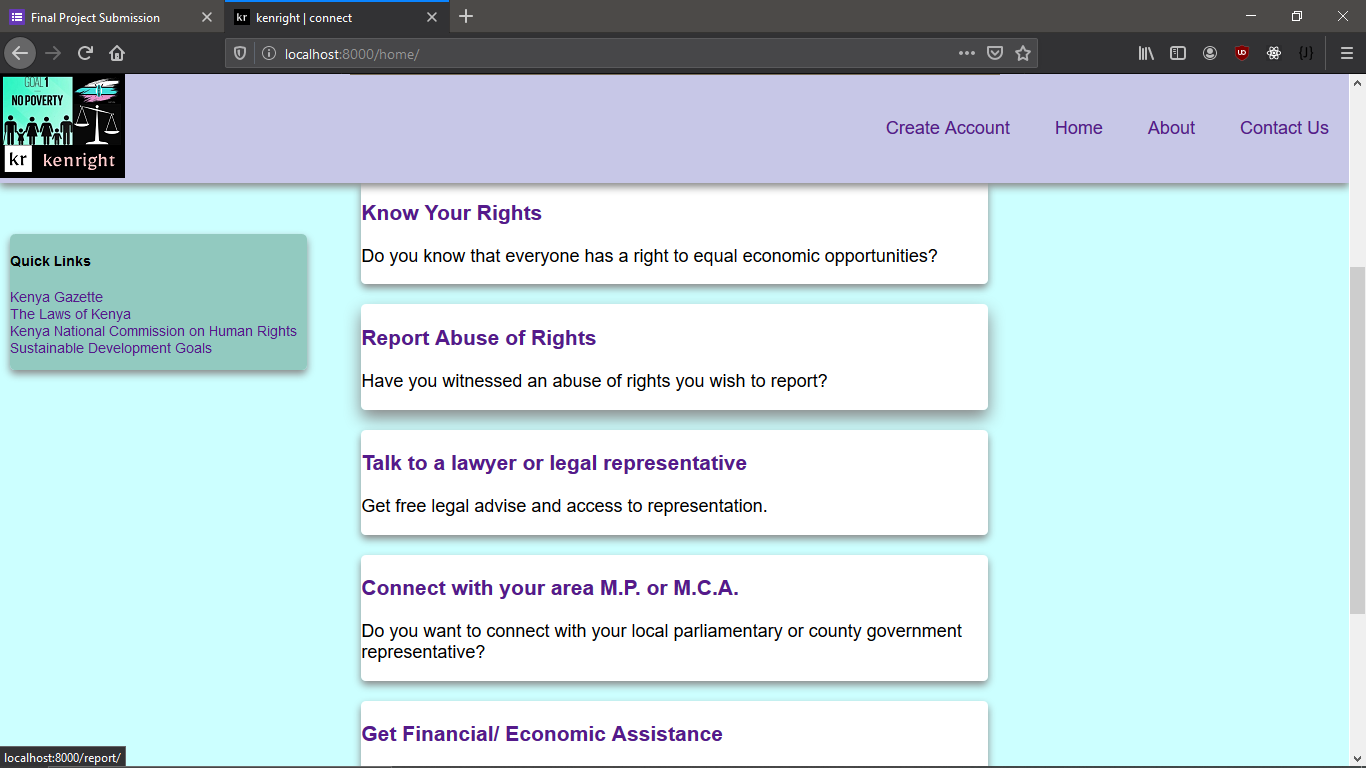 Final Project Submission
kr kenright | connect
localhost:8000/home/
GOAL 1
NO POVERTY
kr kenright
Create Account Home About Contact Us
Quick Links
Kenya Gazette
The Laws of Kenya
Kenya National Commission on Human Rights
Sustainable Development Goals
Know Your Rights
Do you know that everyone has a right to equal economic opportunities?
Report Abuse of Rights
Have you witnessed an abuse of rights you wish to report?
Talk to a lawyer or legal representative
Get free legal advise and access to representation.
Connect with your area M.P. or M.C.A.
Do you want to connect with your local parliamentary or county government
representative?
Get Financial/ Economic Assistance
localhost:8000/report/